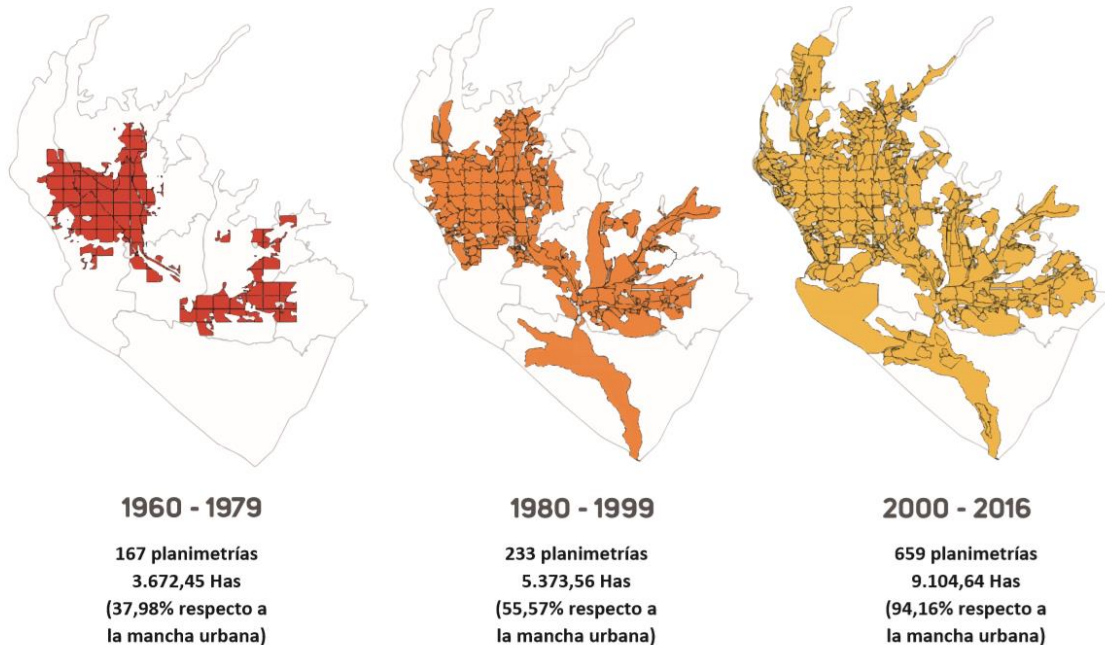 1960 - 1979
167 planimetrías
3.672,45 Has
(37,98% respecto a
la mancha urbana)
1980 - 1999
233 planimetrías
5.373,56 Has
(55,57% respecto a
la mancha urbana)
2000 - 2016
659 planimetrías
9.104,64 Has
(94,16% respecto a
la mancha urbana)